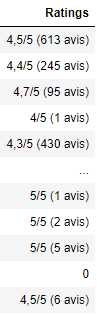 Ratings
4,5/5 (613 avis)
4,4/5 (245 avis)
4,7/5 (95 avis)
4/5 (1 avis)
4,3/5 (430 avis)
...
5/5 (1 avis)
5/5 (2 avis)
5/5 (5 avis)
0
4,5/5 (6 avis)